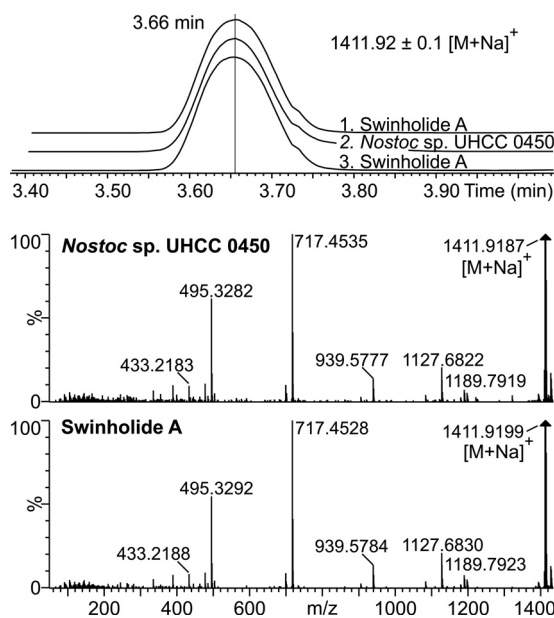 3.66 min
1411.92 ± 0.1 [M+Na]+
1. Swinholide A
2. Nostoc sp. UHCC 0450
3. Swinholide A
3.40 3.50 3.60 3.70 3.80 3.90 Time (min)
100
Nostoc sp. UHCC 0450
717.4535
1411.9187
[M+Na]+
495.3282
%
433.2183
939.5777
1127.6822
1189.7919
0
100
Swinholide A
717.4528
1411.9199
[M+Na]+
495.3292
%
433.2188
939.5784
1127.6830
1189.7923
0
200 400 600 m/z 1000 1200 1400